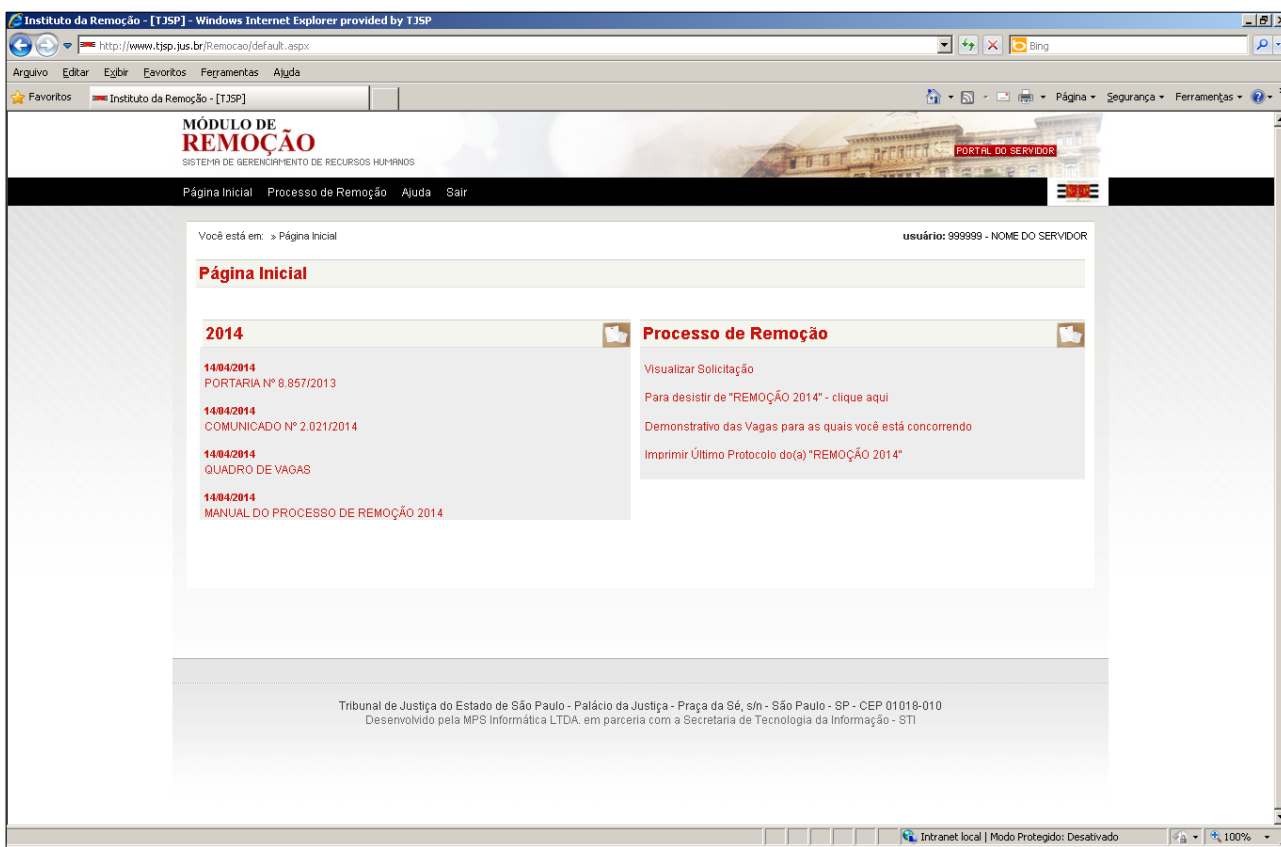 Instituto da Remoção - [TJSP] - Windows Internet Explorer provided by TJSP
http://www.tjsp.jus.br/Remocao/default.aspx
Bing
Arquivo Editar Exibir Favoritos Ferramentas Ajuda
Favoritos Instituto da Remoção - [TJSP] Página Segurança Ferramentas
MÓDULO DE
REMOÇÃO
SISTEMA DE GERENCIAMENTO DE RECURSOS HUMANOS
PORTAL DO SERVIDOR
Página Inicial Processo de Remoção Ajuda Sair
Você está em: » Página Inicial usuário: 999999 - NOME DO SERVIDOR
Página Inicial
2014
14/04/2014
PORTARIA Nº 8.857/2013
14/04/2014
COMUNICADO Nº 2.021/2014
14/04/2014
QUADRO DE VAGAS
14/04/2014
MANUAL DO PROCESSO DE REMOÇÃO 2014
Processo de Remoção
Visualizar Solicitação
Para desistir de "REMOÇÃO 2014" - clique aqui
Demonstrativo das Vagas para as quais você está concorrendo
Imprimir Último Protocolo do(a) "REMOÇÃO 2014"
Tribunal de Justiça do Estado de São Paulo - Palácio da Justiça - Praça da Sé, s/n - São Paulo - SP - CEP 01018-010
Desenvolvido pela MPS Informática LTDA. em parceria com a Secretaria de Tecnologia da Informação - STI
Intranet local | Modo Protegido: Desativado 100%